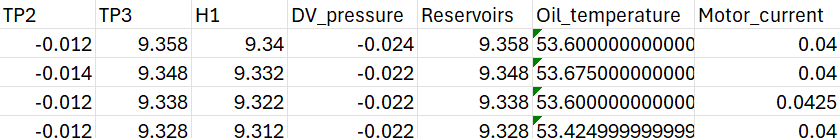 TP2 TP3 H1 DV_pressure Reservoirs Oil_temperature Motor_current
-0.012 9.358 9.34 -0.024 9.358 53.600000000000 0.04
-0.014 9.348 9.332 -0.022 9.348 53.675000000000 0.04
-0.012 9.338 9.322 -0.022 9.338 53.600000000000 0.0425
-0.012 9.328 9.312 -0.022 9.328 53.424999999999 0.04